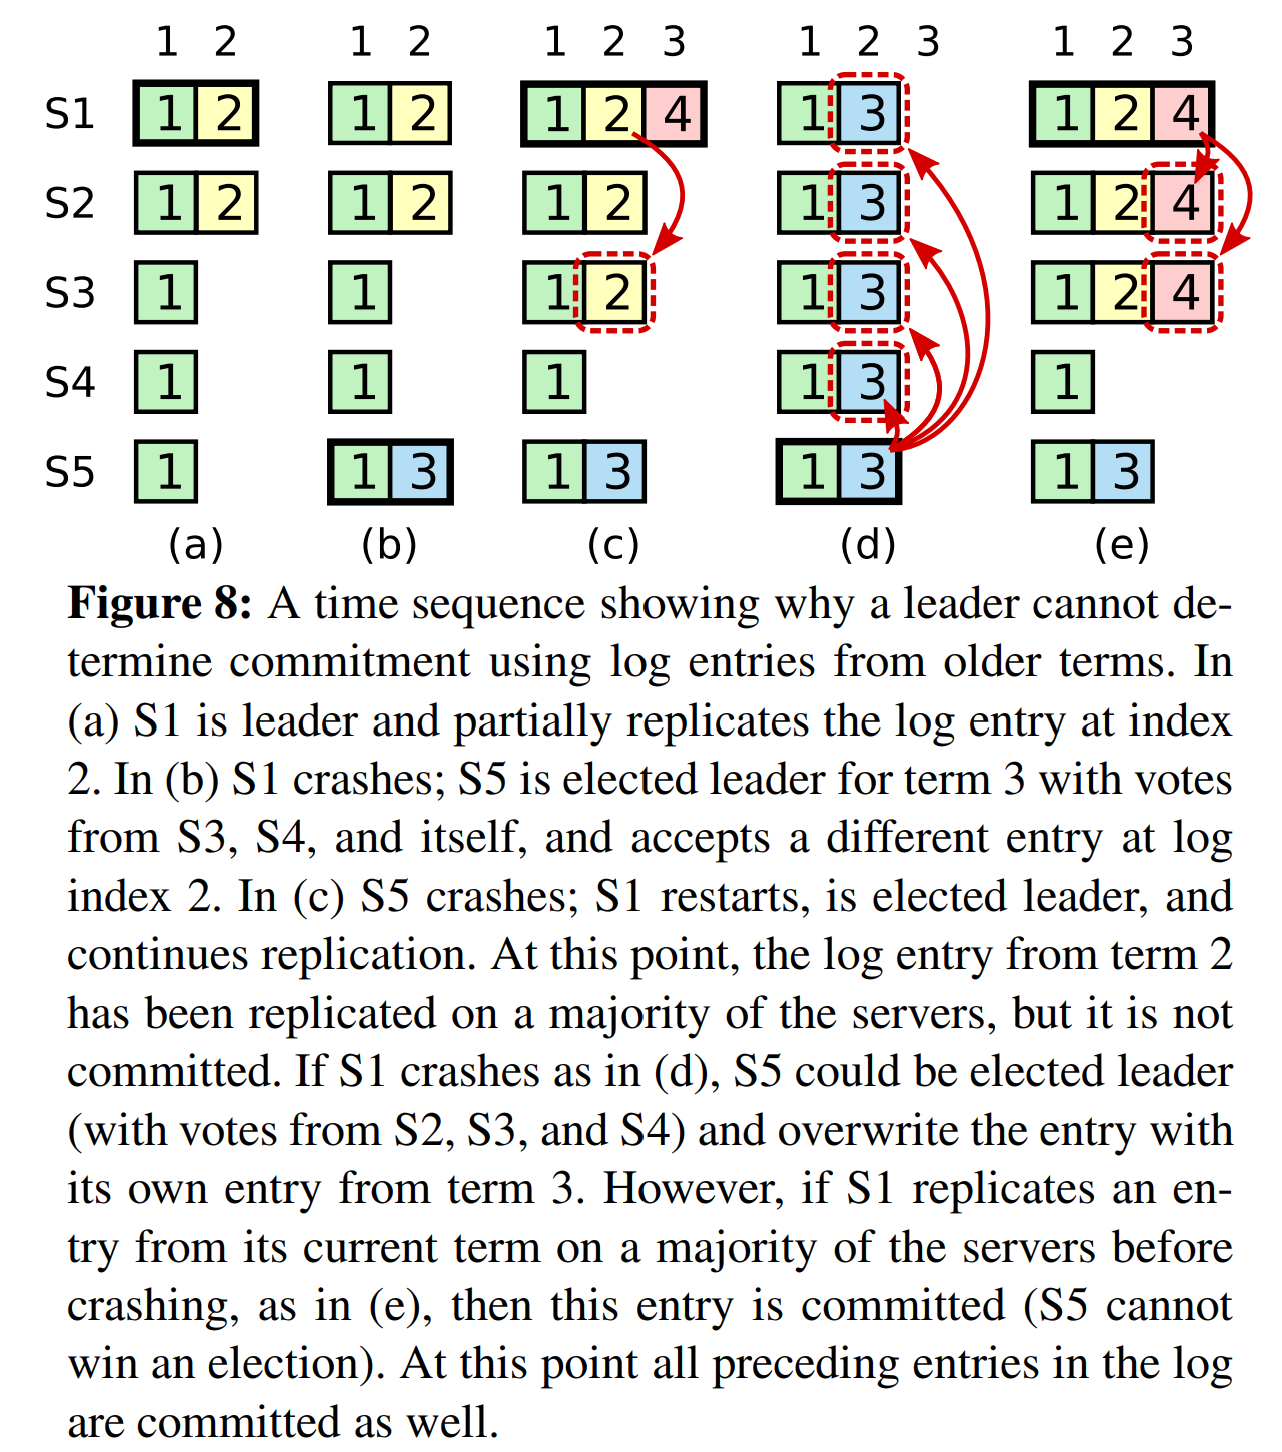 1 2 1 2 1 2 3 1 2 3 1 2 3
S1 1 2 1 2 1 2 4 1 3 1 2 4
S2 1 2 1 2 1 2 1 3 1 2 4
S3 1 1 1 2 1 3 1 2 4
S4 1 1 1 1 3 1
S5 1 1 3 1 3 1 3 1 3
(a) (b) (c) (d) (e)
Figure 8: A time sequence showing why a leader cannot de-
termine commitment using log entries from older terms. In
(a) S1 is leader and partially replicates the log entry at index
2. In (b) S1 crashes; S5 is elected leader for term 3 with votes
from S3, S4, and itself, and accepts a different entry at log
index 2. In (c) S5 crashes; S1 restarts, is elected leader, and
continues replication. At this point, the log entry from term 2
has been replicated on a majority of the servers, but it is not
committed. If S1 crashes as in (d), S5 could be elected leader
(with votes from S2, S3, and S4) and overwrite the entry with
its own entry from term 3. However, if S1 replicates an en-
try from its current term on a majority of the servers before
crashing, as in (e), then this entry is committed (S5 cannot
win an election). At this point all preceding entries in the log
are committed as well.